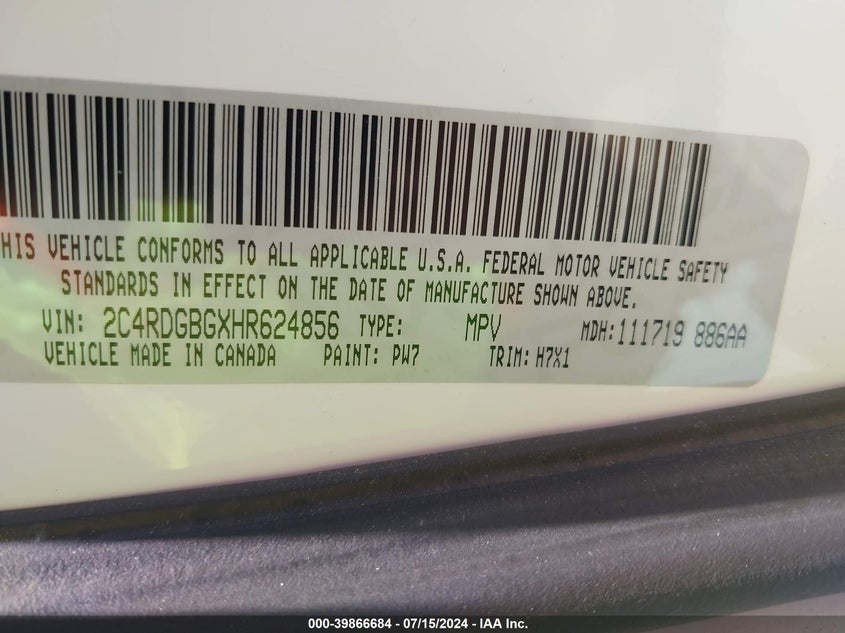 THIS VEHICLE CONFORMS TO ALL APPLICABLE U.S.A. FEDERAL MOTOR VEHICLE SAFETY
STANDARDS IN EFFECT ON THE DATE OF MANUFACTURE SHOWN ABOVE.
VIN: 2C4RDGBGXHR624856 TYPE: MPV MDH:111719 886AA
VEHICLE MADE IN CANADA PAINT: PW7 TRIM: H7X1
000-39866684 - 07/15/2024 - IAA Inc.